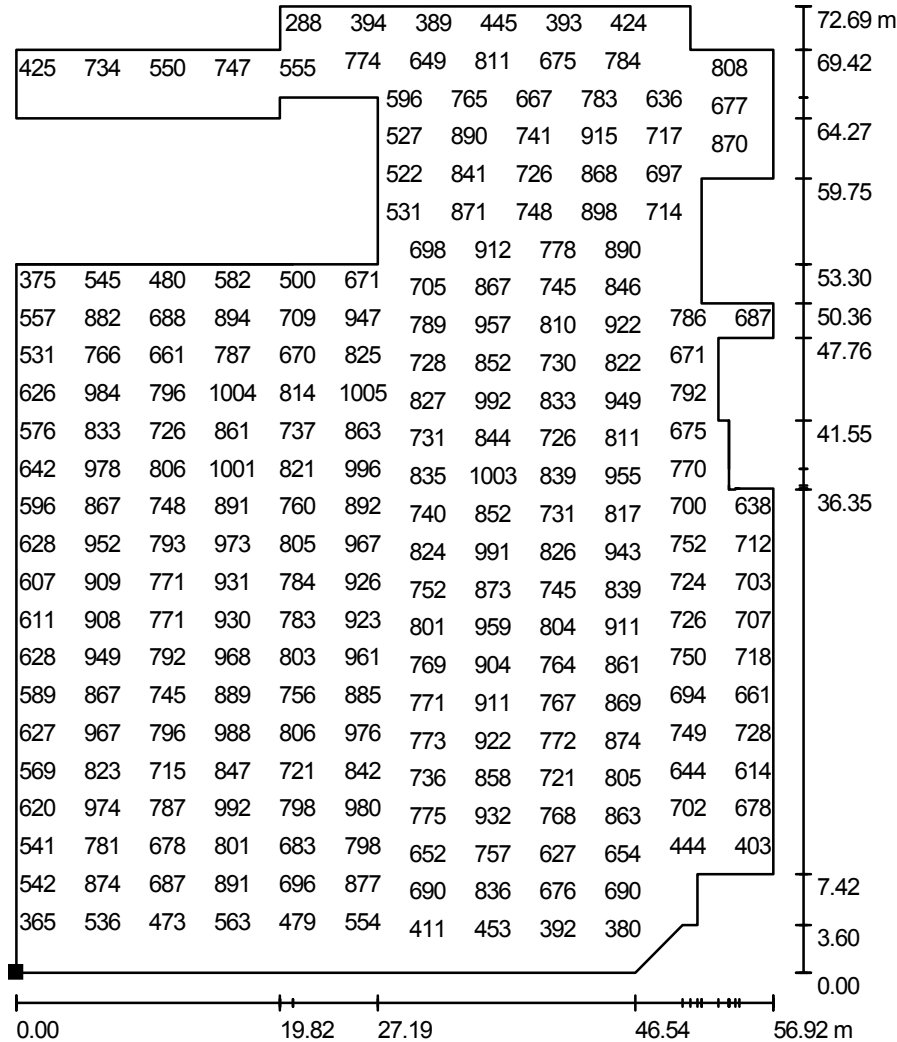 288 394 389 445 393 424 72.69 m
425 734 550 747 555 774 649 811 675 784 808 69.42
596 765 667 783 636 677
527 890 741 915 717 870 64.27
522 841 726 868 697 59.75
531 871 748 898 714
698 912 778 890
375 545 480 582 500 671 705 867 745 846 53.30
557 882 688 894 709 947 789 957 810 922 786 687 50.36
531 766 661 787 670 825 728 852 730 822 671 47.76
626 984 796 1004 814 1005 827 992 833 949 792
576 833 726 861 737 863 731 844 726 811 675 41.55
642 978 806 1001 821 996 835 1003 839 955 770
596 867 748 891 760 892 740 852 731 817 700 638 36.35
628 952 793 973 805 967 824 991 826 943 752 712
607 909 771 931 784 926 752 873 745 839 724 703
611 908 771 930 783 923 801 959 804 911 726 707
628 949 792 968 803 961 769 904 764 861 750 718
589 867 745 889 756 885 771 911 767 869 694 661
627 967 796 988 806 976 773 922 772 874 749 728
569 823 715 847 721 842 736 858 721 805 644 614
620 974 787 992 798 980 775 932 768 863 702 678
541 781 678 801 683 798 652 757 627 654 444 403
542 874 687 891 696 877 690 836 676 690 7.42
365 536 473 563 479 554 411 453 392 380 3.60
0.00
0.00 19.82 27.19 46.54 56.92 m